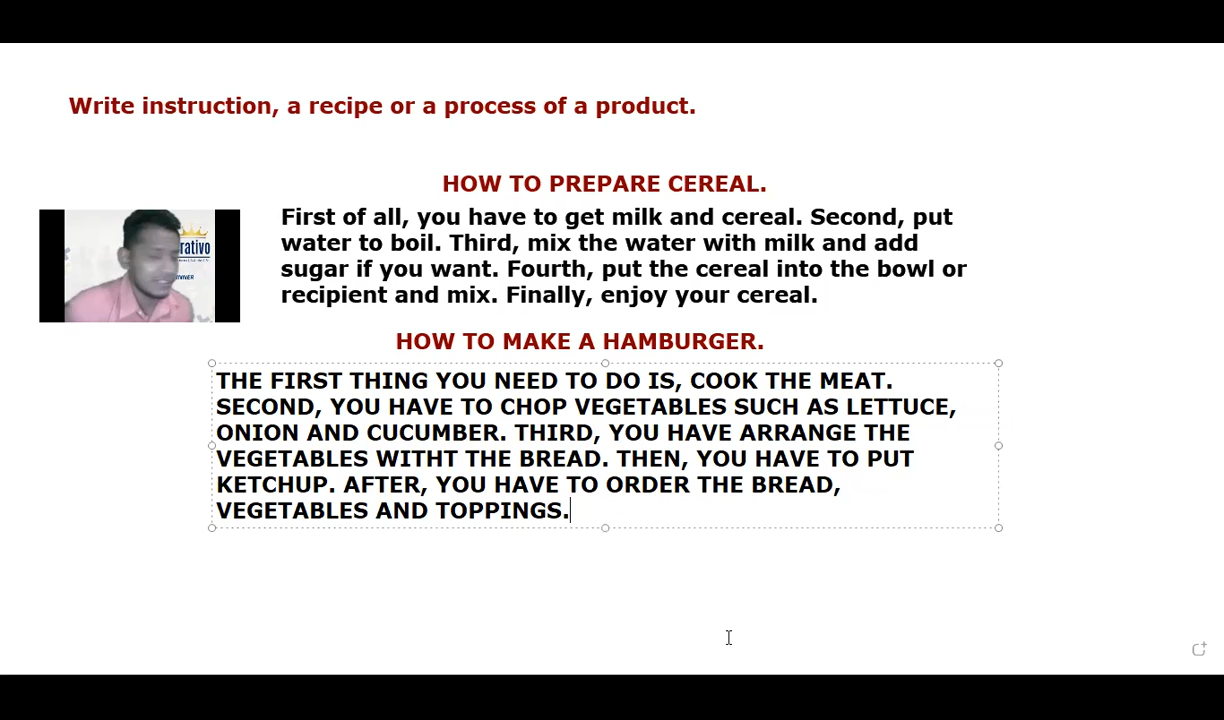 Write instruction, a recipe or a process of a product.
HOW TO PREPARE CEREAL.
First of all, you have to get milk and cereal. Second, put
water to boil. Third, mix the water with milk and add
sugar if you want. Fourth, put the cereal into the bowl or
recipient and mix. Finally, enjoy your cereal.
rativo
HOW TO MAKE A HAMBURGER.
THE FIRST THING YOU NEED TO DO IS, COOK THE MEAT.
SECOND, YOU HAVE TO CHOP VEGETABLES SUCH AS LETTUCE,
ONION AND CUCUMBER. THIRD, YOU HAVE ARRANGE THE
VEGETABLES WITHT THE BREAD. THEN, YOU HAVE TO PUT
KETCHUP. AFTER, YOU HAVE TO ORDER THE BREAD,
VEGETABLES AND TOPPINGS.